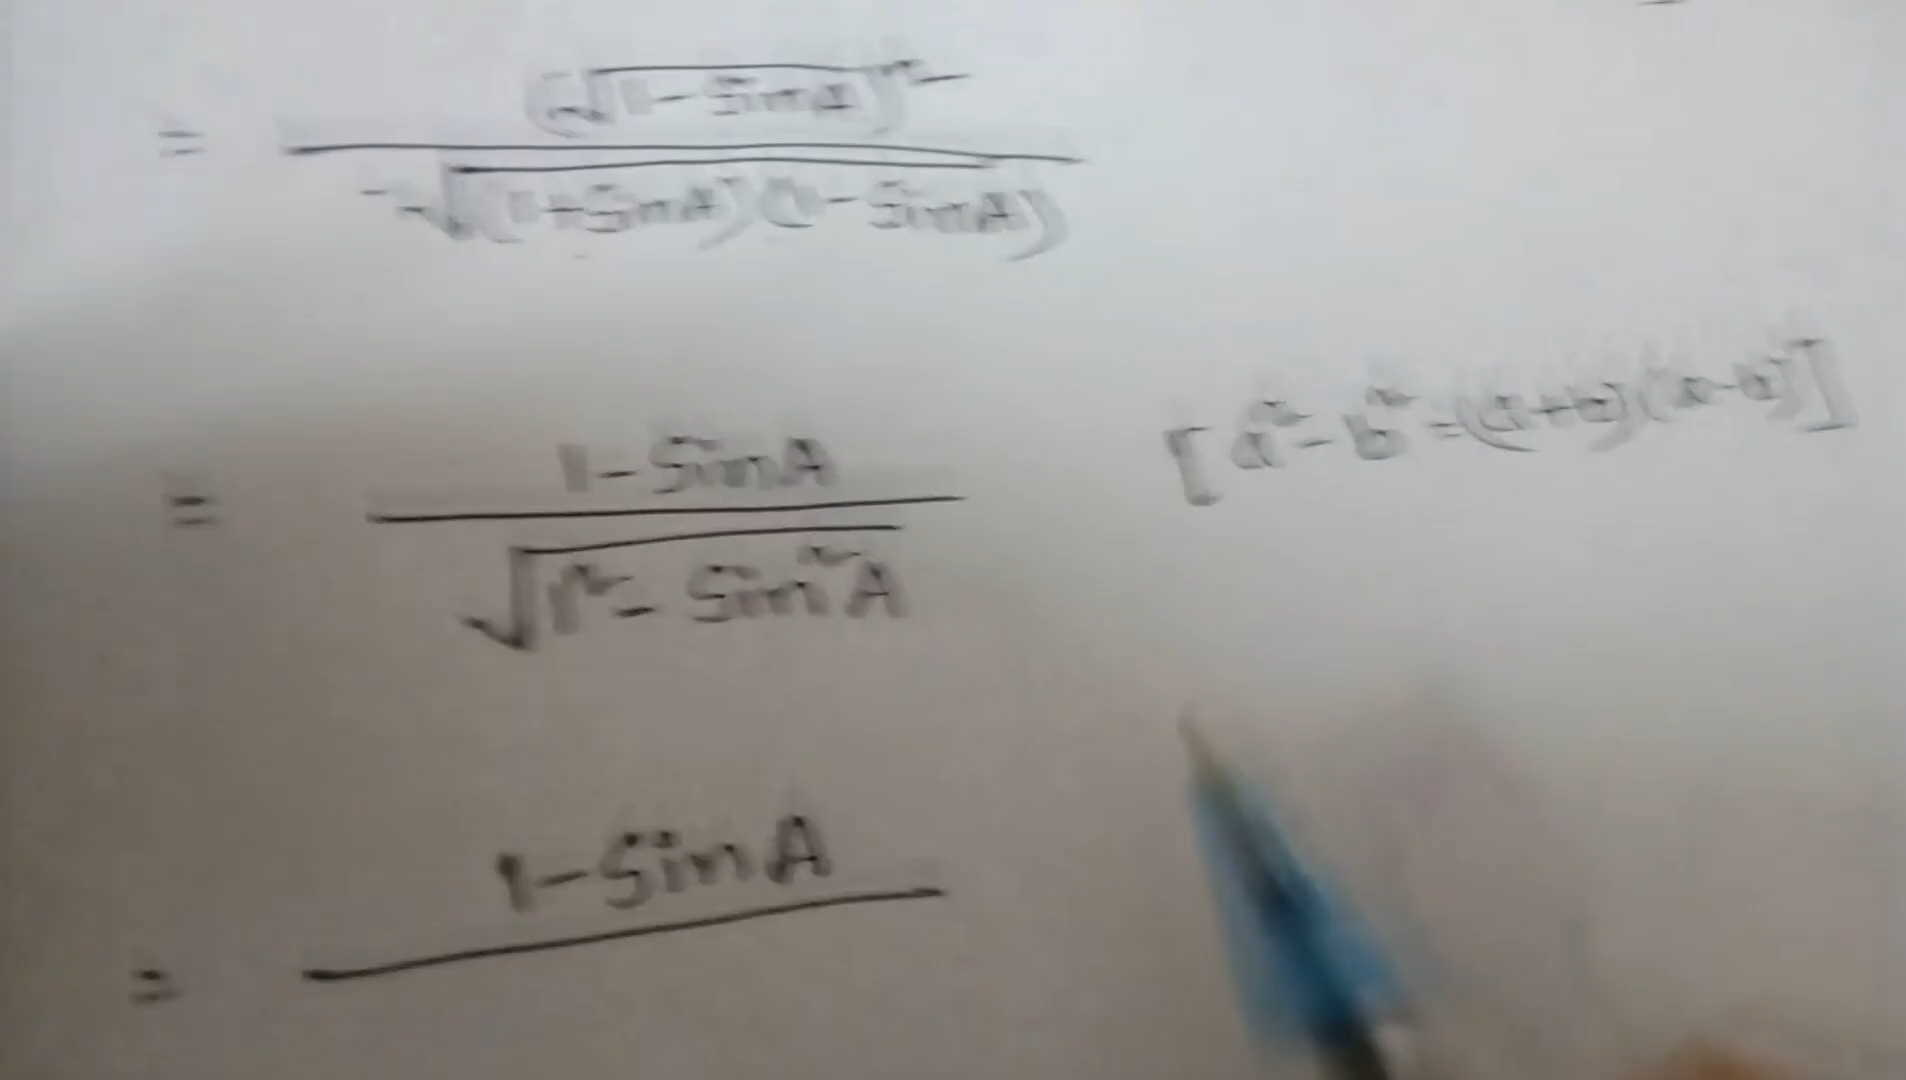 = (√1-SinA)² / √(1+SinA)(1-SinA)
= 1-SinA / √1²-Sin²A [a²-b²=(a+b)(a-b)]
= 1-SinA /